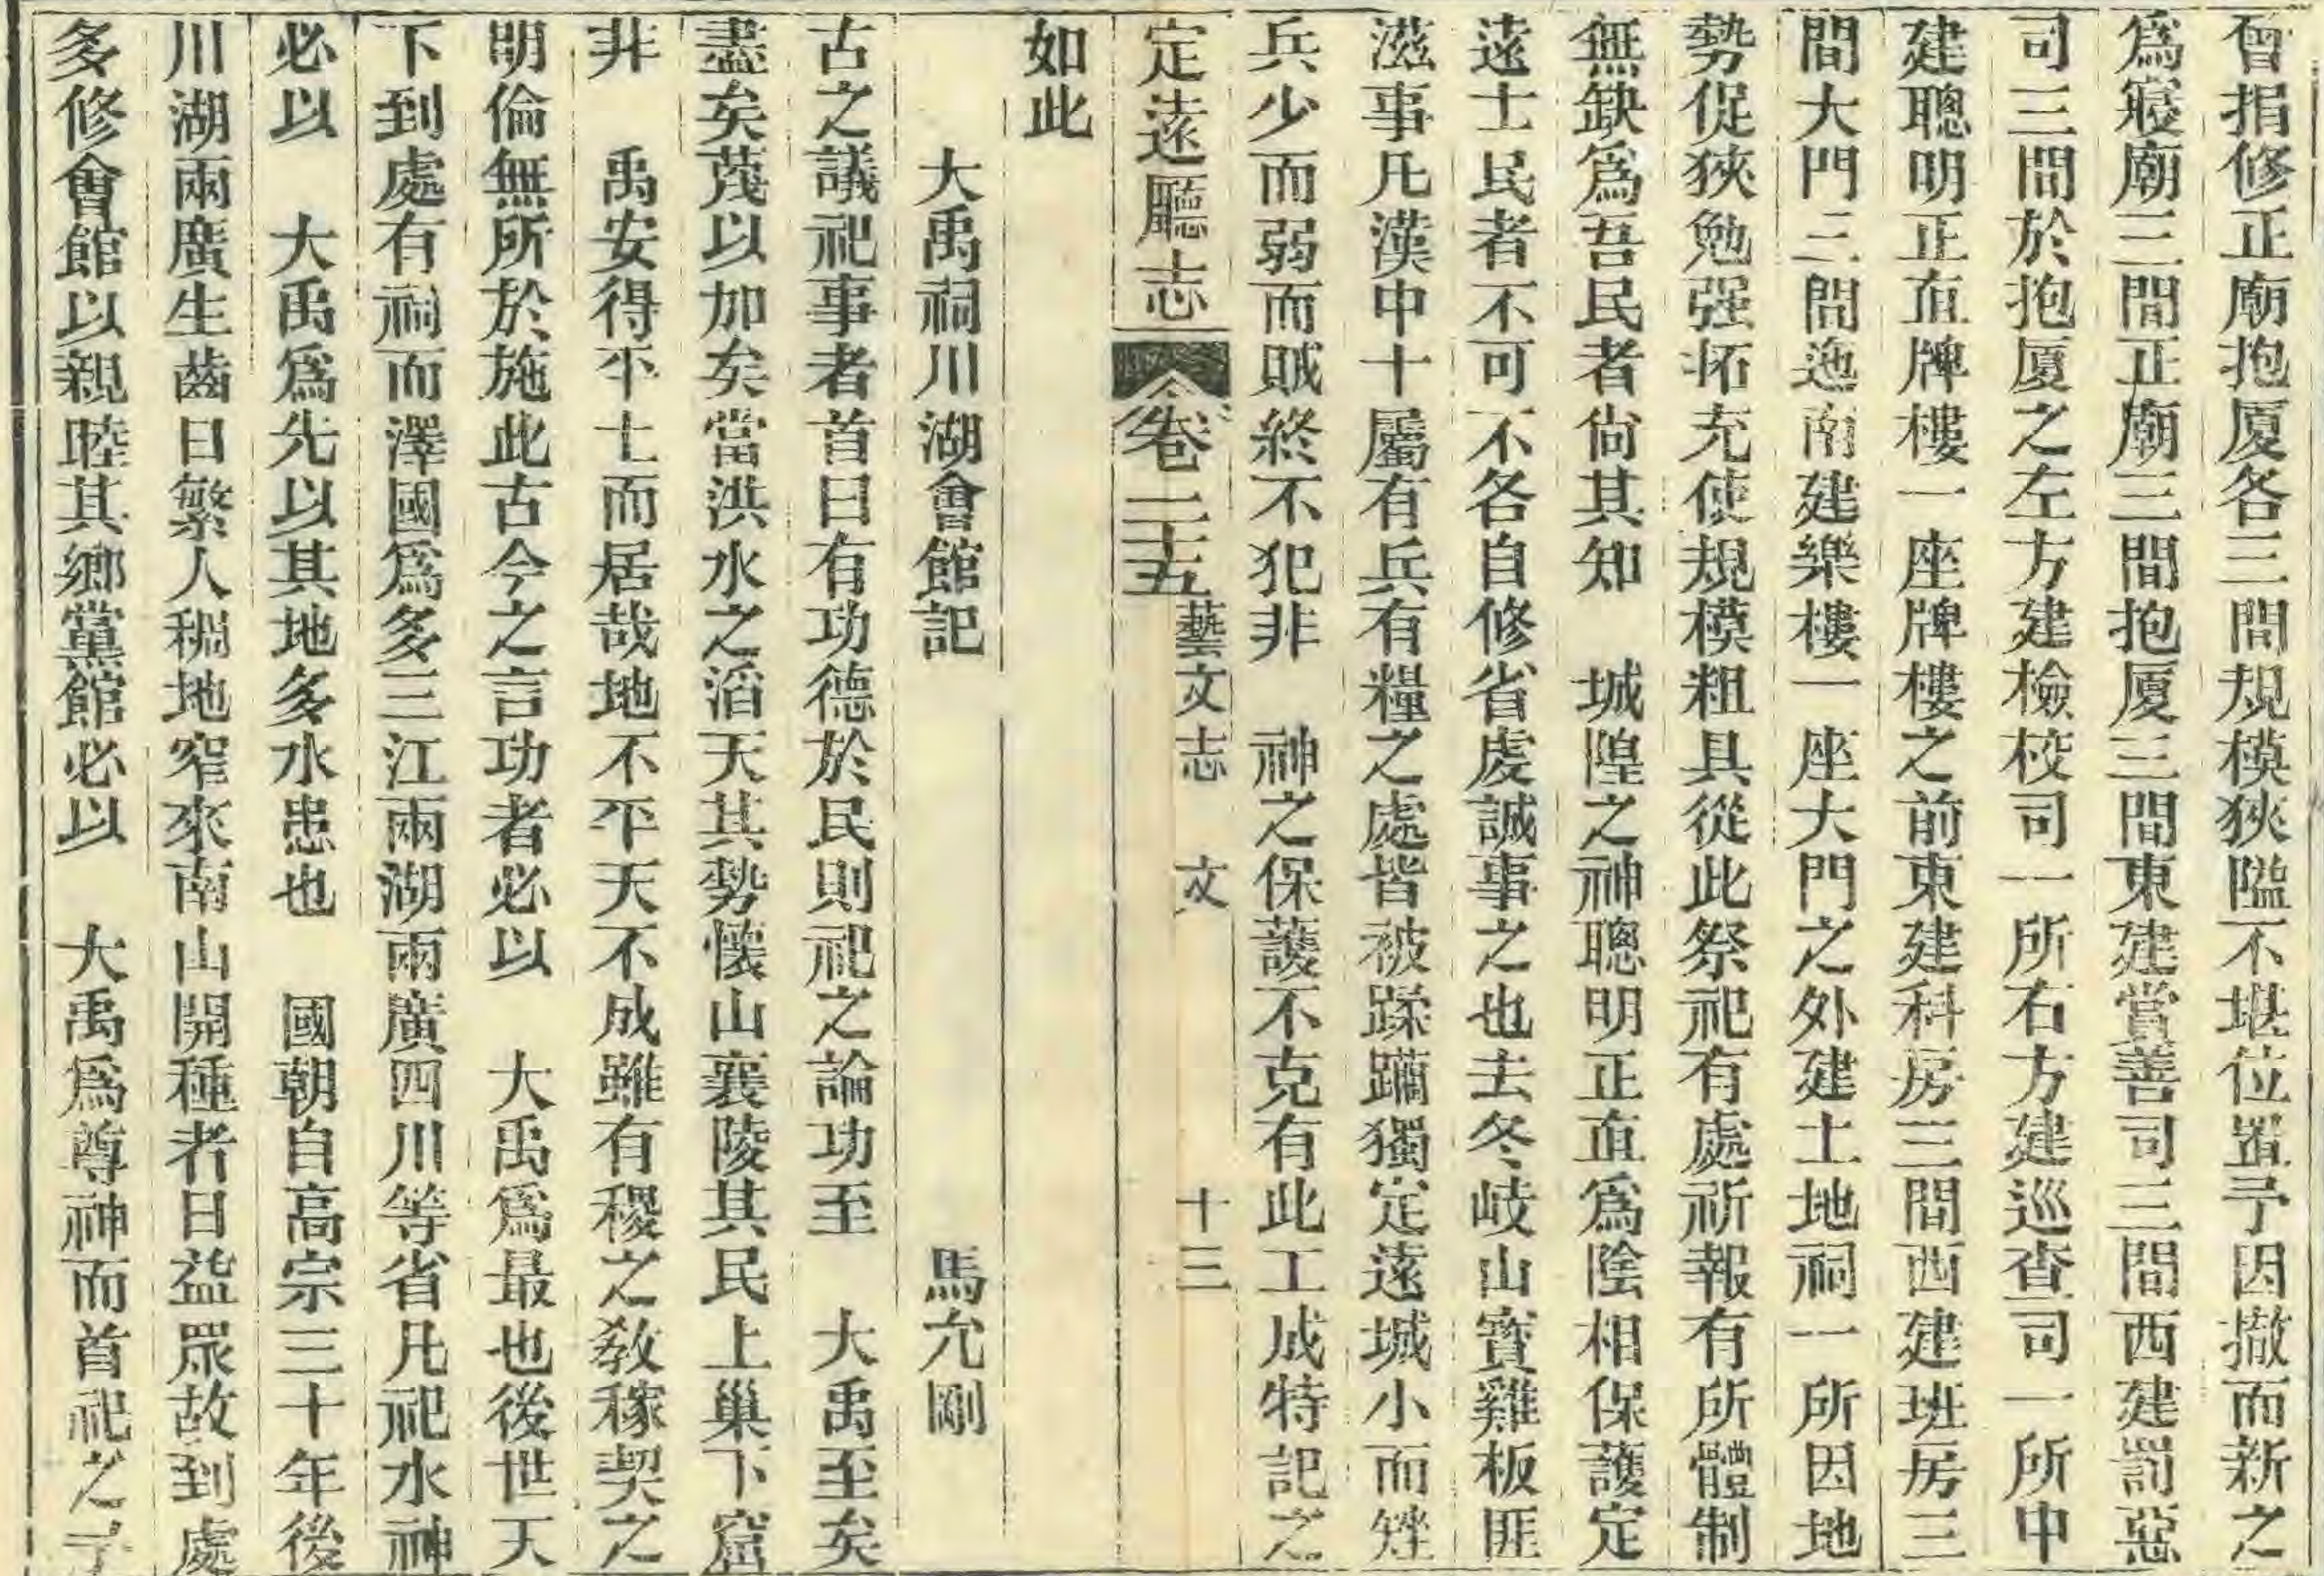 曾捐修正廟抱厦各三間規模狹隘不堪位置予因撤而新之
爲寢廟三間正廟三間抱厦三間東建賞善司三間西建罰惡
司三間於抱厦之左方建檢校司一所右方建巡查司一所中
建聰明正直牌樓一座牌樓之前東建科房三間西建班房三
間大門三間迤南建樂樓一座大門之外建土地祠一所因地
勢促狹勉强拓充使規模粗具從此祭祀有處祈報有所體制
無缺爲吾民者尙其知　城隍之神聰明正直爲陰相保護定
遠士民者不可不各自修省虔誠事之也去冬岐山寶雞板匪
滋事凡漢中十屬有兵有糧之處皆被蹂躪獨定遠城小而矬
兵少而弱而賊終不犯非　神之保護不克有此工成特記之
定遠廳志　卷二十五　藝文志　文　十三
如此
大禹祠川湖會館記　馬允剛
古之議祀事者首曰有功德於民則祀之論功至　大禹至矣
盡矣蔑以加矣當洪水之滔天其勢懷山襄陵其民上巢下窟
非　禹安得平土而居哉地不平天不成雖有稷之敎稼契之
明倫無所於施此古今之言功者必以　大禹爲最也後世天
下到處有祠而澤國爲多三江兩湖兩廣四川等省凡祀水神
必以　大禹爲先以其地多水患也　國朝自高宗三十年後
川湖兩廣生齒日繁人稠地窄來南山開種者日益眾故到處
多修會館以親睦其鄉黨館必以　大禹爲尊神而首祀之予